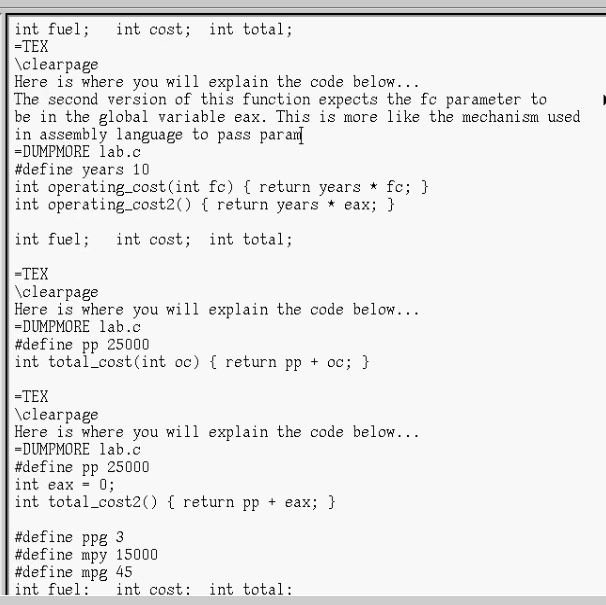 int fuel;   int cost;  int total;
=TEX
\clearpage
Here is where you will explain the code below...
The second version of this function expects the fc parameter to
be in the global variable eax. This is more like the mechanism used
in assembly language to pass param
=DUMPMORE lab.c
#define years 10
int operating_cost(int fc) { return years * fc; }
int operating_cost2() { return years * eax; }
int fuel;   int cost;  int total;
=TEX
\clearpage
Here is where you will explain the code below...
=DUMPMORE lab.c
#define pp 25000
int total_cost(int oc) { return pp + oc; }
=TEX
\clearpage
Here is where you will explain the code below...
=DUMPMORE lab.c
#define pp 25000
int eax = 0;
int total_cost2() { return pp + eax; }
#define ppg 3
#define mpy 15000
#define mpg 45
int fuel;   int cost;  int total;